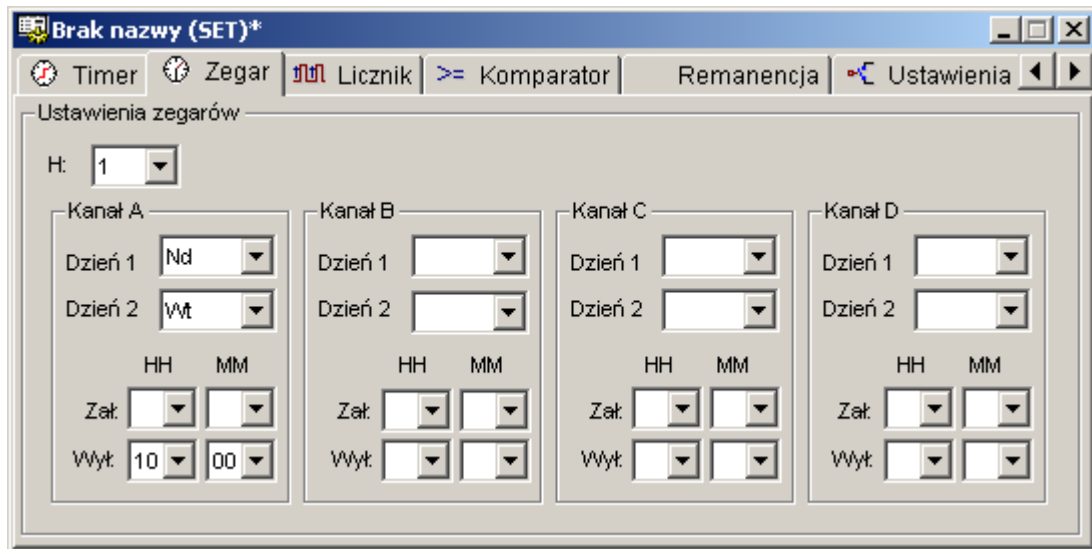 Brak nazwy (SET)*
Timer Zegar Licznik >= Komparator Remanencja Ustawienia
Ustawienia zegarów
H: 1
Kanał A Kanał B Kanał C Kanał D
Dzień 1 Nd Dzień 1 Dzień 1 Dzień 1
Dzień 2 Wt Dzień 2 Dzień 2 Dzień 2
HH MM HH MM HH MM HH MM
Zał: Zał: Zał: Zał:
Wył: 10 00 Wył: Wył: Wył: